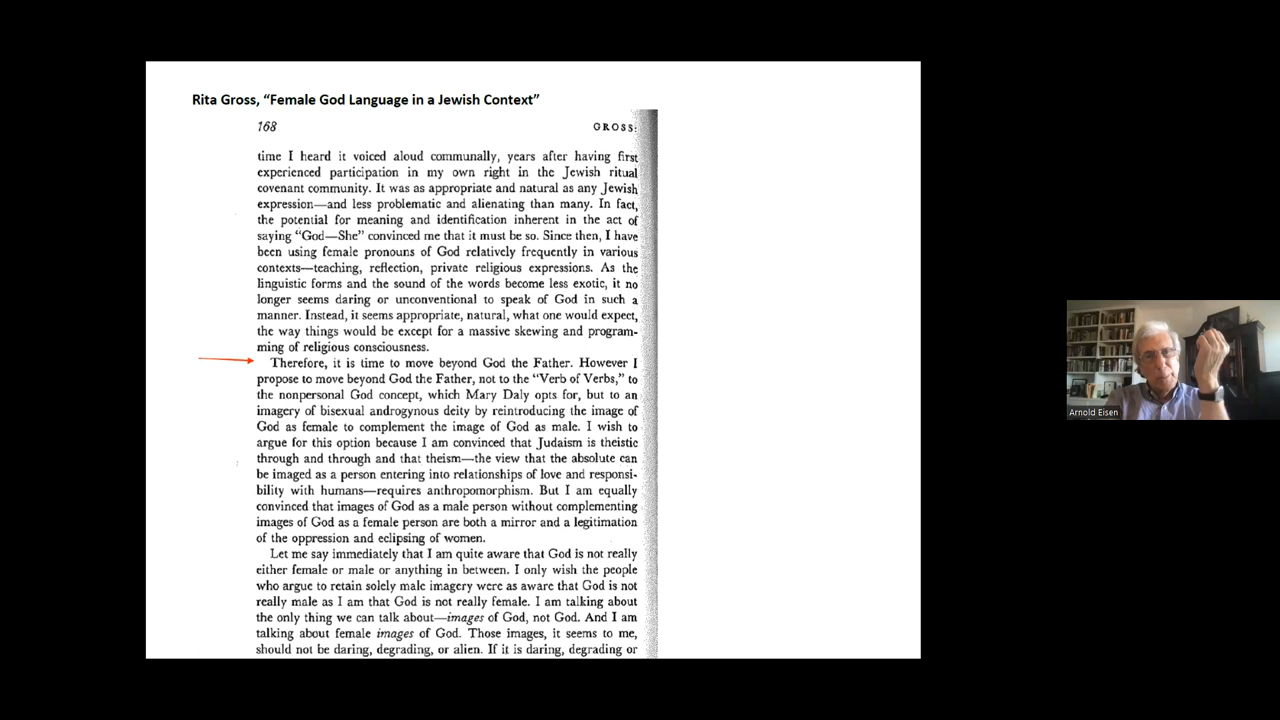 Rita Gross, “Female God Language in a Jewish Context”
168
GROSS:
time I heard it voiced aloud communally, years after having first
experienced participation in my own right in the Jewish ritual
covenant community. It was as appropriate and natural as any Jewish
expression—and less problematic and alienating than many. In fact,
the potential for meaning and identification inherent in the act of
saying “God—She” convinced me that it must be so. Since then, I have
been using female pronouns of God relatively frequently in various
contexts—teaching, reflection, private religious expressions. As the
linguistic forms and the sound of the words become less exotic, it no
longer seems daring or unconventional to speak of God in such a
manner. Instead, it seems appropriate, natural, what one would expect,
the way things would be except for a massive skewing and program-
ming of religious consciousness.
Therefore, it is time to move beyond God the Father. However I
propose to move beyond God the Father, not to the “Verb of Verbs,” to
the nonpersonal God concept, which Mary Daly opts for, but to an
imagery of bisexual androgynous deity by reintroducing the image of
God as female to complement the image of God as male. I wish to
argue for this option because I am convinced that Judaism is theistic
through and through and that theism—the view that the absolute can
be imaged as a person entering into relationships of love and responsi-
bility with humans—requires anthropomorphism. But I am equally
convinced that images of God as a male person without complementing
images of God as a female person are both a mirror and a legitimation
of the oppression and eclipsing of women.
Let me say immediately that I am quite aware that God is not really
either female or male or anything in between. I only wish the people
who argue to retain solely male imagery were as aware that God is not
really male as I am that God is not really female. I am talking about
the only thing we can talk about—images of God, not God. And I am
talking about female images of God. Those images, it seems to me,
should not be daring, degrading, or alien. If it is daring, degrading or
Arnold Eisen